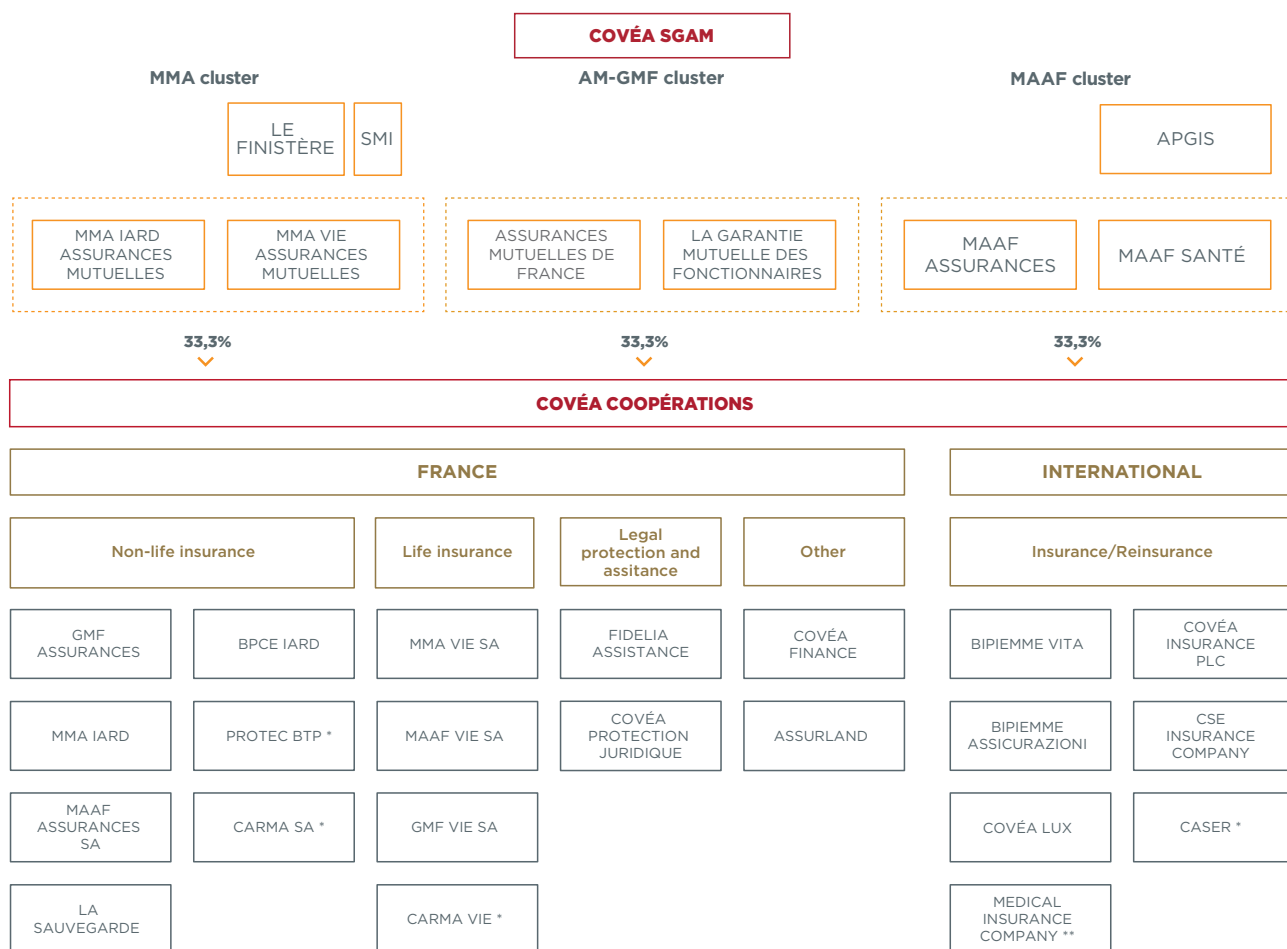 COVÉA SGAM
MMA cluster
AM-GMF cluster
MAAF cluster
LE
FINISTÈRE
SMI
APGIS
MMA IARD
ASSURANCES
MUTUELLES
MMA VIE
ASSURANCES
MUTUELLES
ASSURANCES
MUTUELLES DE
FRANCE
LA GARANTIE
MUTUELLE DES
FONCTIONNAIRES
MAAF
ASSURANCES
MAAF SANTÉ
33,3%
33,3%
33,3%
COVÉA COOPÉRATIONS
FRANCE
INTERNATIONAL
Non-life insurance
Life insurance
Legal
protection and
assitance
Other
Insurance/Reinsurance
GMF
ASSURANCES
BPCE IARD
MMA VIE SA
FIDELIA
ASSISTANCE
COVÉA
FINANCE
BIPIEMME VITA
COVÉA
INSURANCE
PLC
MMA IARD
PROTEC BTP *
MAAF VIE SA
COVÉA
PROTECTION
JURIDIQUE
ASSURLAND
BIPIEMME
ASSICURAZIONI
CSE
INSURANCE
COMPANY
MAAF
ASSURANCES
SA
CARMA SA *
GMF VIE SA
COVÉA LUX
CASER *
LA
SAUVEGARDE
CARMA VIE *
MEDICAL
INSURANCE
COMPANY **